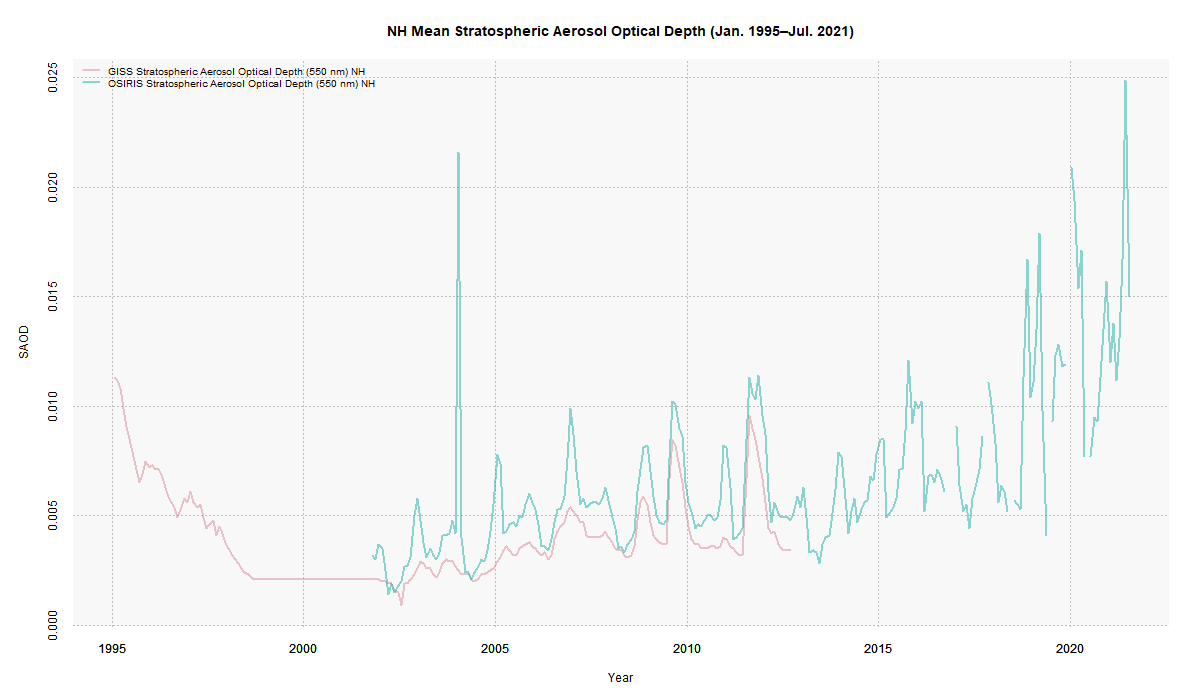 NH Mean Stratospheric Aerosol Optical Depth (Jan. 1995–Jul. 2021)
GISS Stratospheric Aerosol Optical Depth (550 nm) NH
OSIRIS Stratospheric Aerosol Optical Depth (550 nm) NH
0.025
0.020
0.015
0.010
0.005
0.000
SAOD
1995 2000 2005 2010 2015 2020
Year